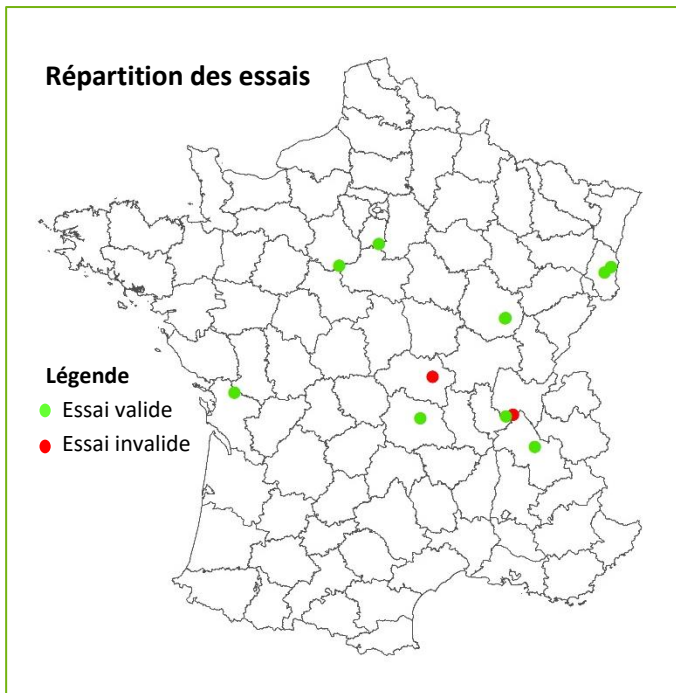 Répartition des essais
Légende
Essai valide
Essai invalide